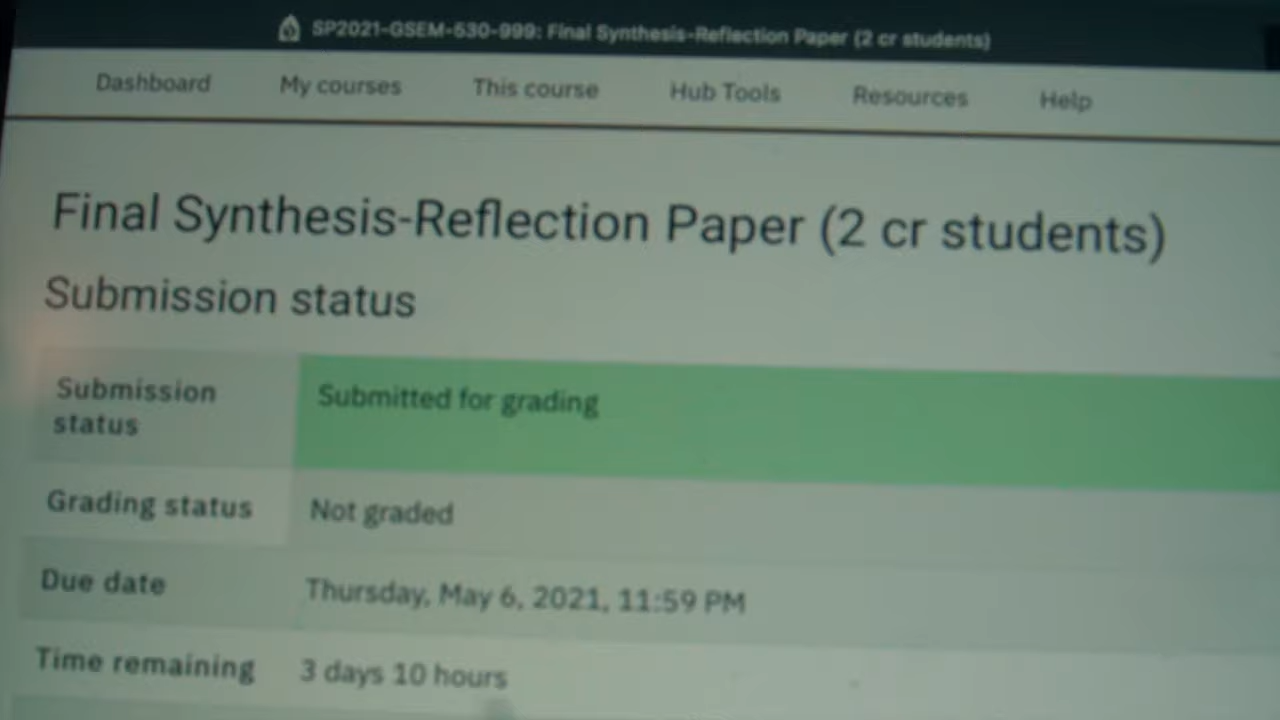 SP2021-GSEM-530-999: Final Synthesis-Reflection Paper (2 cr students)
Dashboard My courses This course Hub Tools Resources Help
Final Synthesis-Reflection Paper (2 cr students)
Submission status
Submission status Submitted for grading
Grading status Not graded
Due date Thursday, May 6, 2021, 11:59 PM
Time remaining 3 days 10 hours